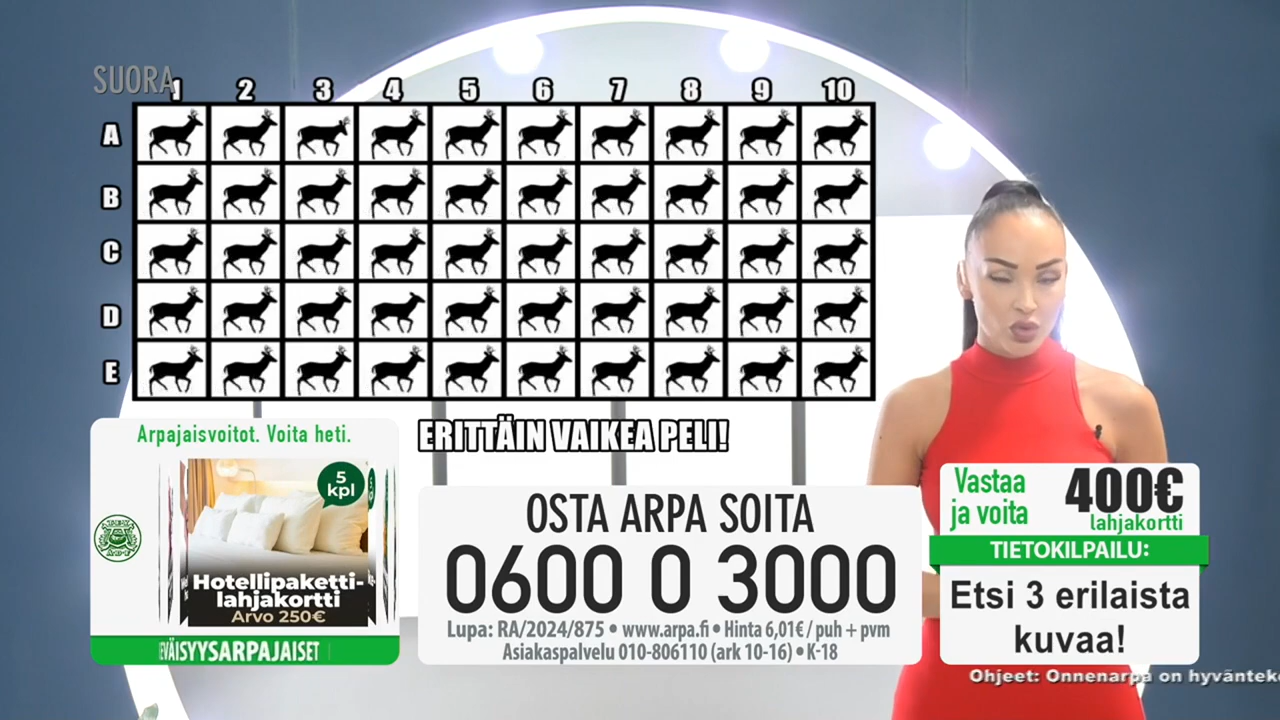 SUORA
1 2 3 4 5 6 7 8 9 10
A
B
C
D
E
ERITTÄIN VAIKEA PELI!
Arpajaisvoitot. Voita heti.
5
kpl
Hotellipaketti-
lahjakortti
Arvo 250€
EVÄISYYSARPAJAISET
OSTA ARPA SOITA
0600 0 3000
Lupa: RA/2024/875 • www.arpa.fi • Hinta 6,01€ / puh + pvm
Asiakaspalvelu 010-806110 (ark 10-16) • K-18
Vastaa
ja voita
400€
lahjakortti
TIETOKILPAILU:
Etsi 3 erilaista
kuvaa!
Ohjeet: Onnenarpa on hyvänteke